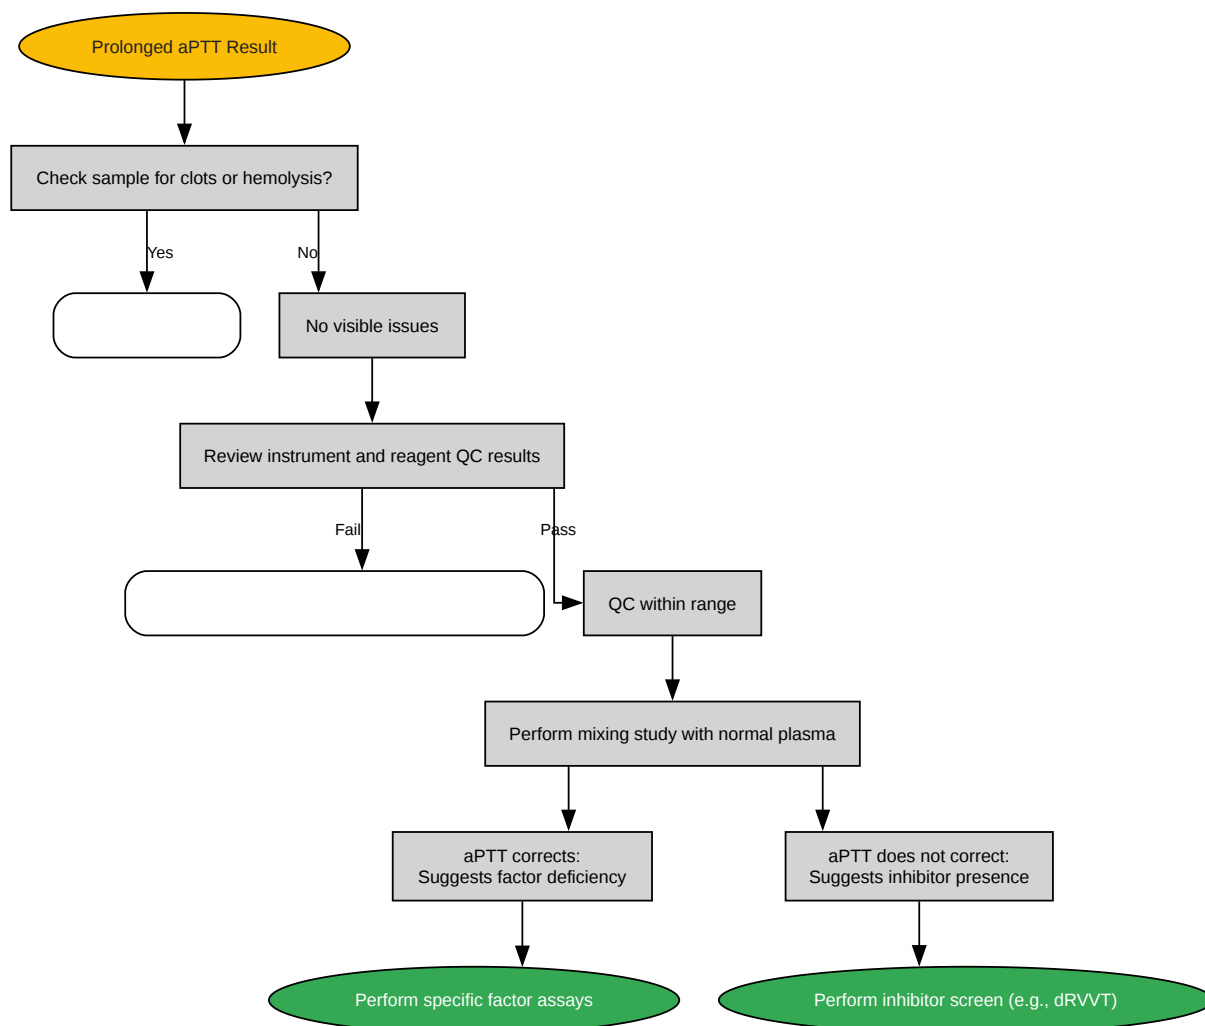 Prolonged aPTT Result
Check sample for clots or hemolysis?
Yes
No
No visible issues
Review instrument and reagent QC results
Fail
Pass
QC within range
Perform mixing study with normal plasma
aPTT corrects:
Suggests factor deficiency
aPTT does not correct:
Suggests inhibitor presence
Perform specific factor assays
Perform inhibitor screen (e.g., dRVVT)